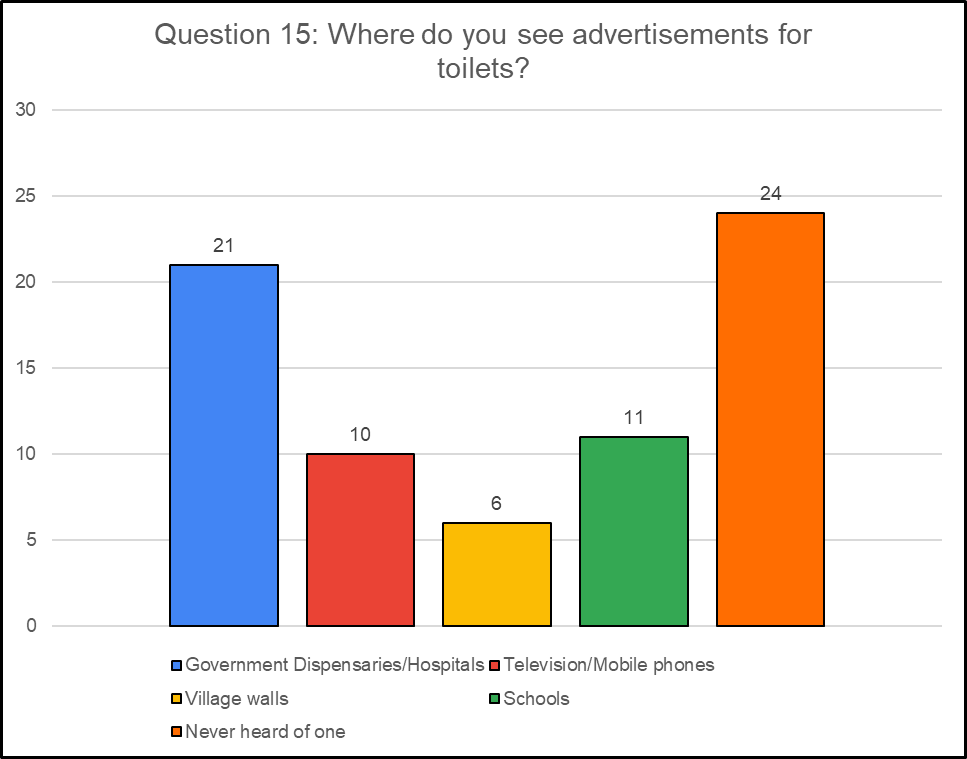 Question 15: Where do you see advertisements for
toilets?
30
25
20
15
10
5
0
21
10
6
11
24
Government Dispensaries/Hospitals
Television/Mobile phones
Village walls
Schools
Never heard of one